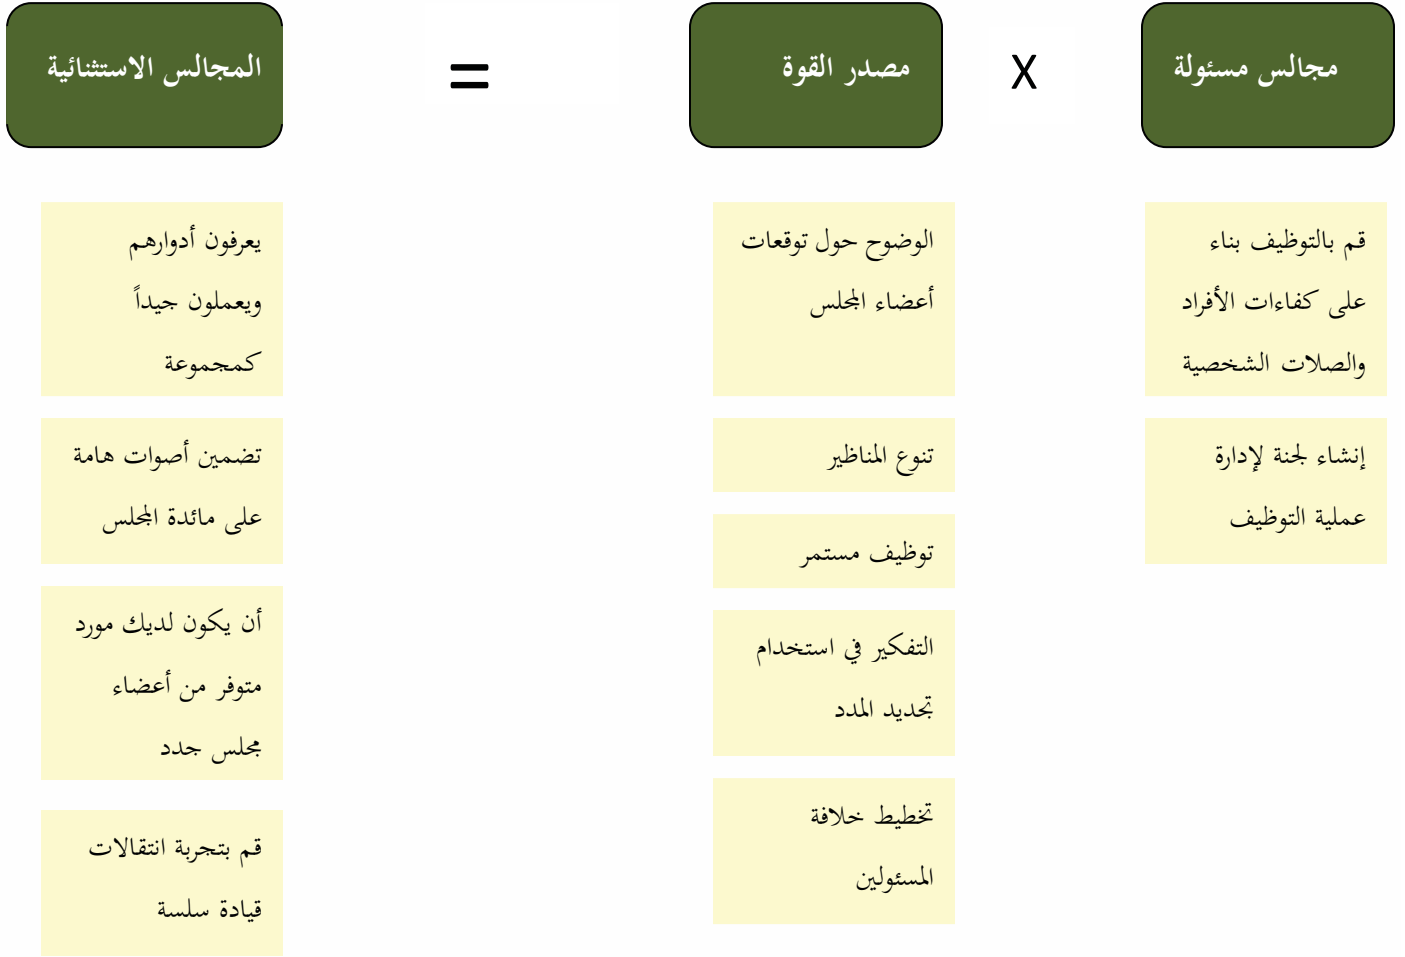 مجالس مسئولة
X
مصدر القوة
=
المجالس الاستثنائية
قم بالتوظيف بناء
على كفاءات الأفراد
والصلات الشخصية
إنشاء لجنة لإدارة
عملية التوظيف
الوضوح حول توقعات
أعضاء المجلس
تنوع المناظير
توظيف مستمر
التفكير في استخدام
تحديد المدد
تخطيط خلافة
المسئولين
يعرفون أدوارهم
ويعملون جيداً
كمجموعة
تضمين أصوات هامة
على مائدة المجلس
أن يكون لديك مورد
متوفر من أعضاء
مجلس جدد
قم بتجربة انتقالات
قيادة سلسة